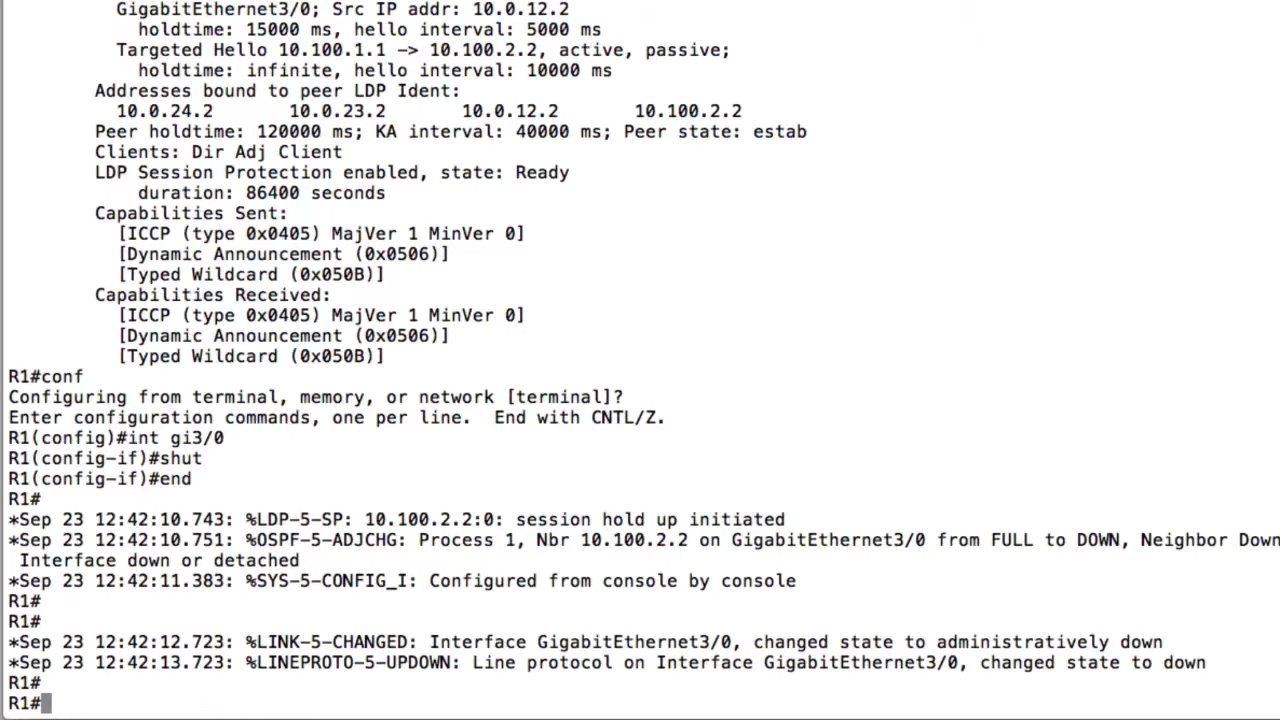 GigabitEthernet3/0; Src IP addr: 10.0.12.2
holdtime: 15000 ms, hello interval: 5000 ms
Targeted Hello 10.100.1.1 -> 10.100.2.2, active, passive;
holdtime: infinite, hello interval: 10000 ms
Addresses bound to peer LDP Ident:
10.0.24.2 10.0.23.2 10.0.12.2 10.100.2.2
Peer holdtime: 120000 ms; KA interval: 40000 ms; Peer state: estab
Clients: Dir Adj Client
LDP Session Protection enabled, state: Ready
duration: 86400 seconds
Capabilities Sent:
[ICCP (type 0x0405) MajVer 1 MinVer 0]
[Dynamic Announcement (0x0506)]
[Typed Wildcard (0x050B)]
Capabilities Received:
[ICCP (type 0x0405) MajVer 1 MinVer 0]
[Dynamic Announcement (0x0506)]
[Typed Wildcard (0x050B)]
R1#conf
Configuring from terminal, memory, or network [terminal]?
Enter configuration commands, one per line.  End with CNTL/Z.
R1(config)#int gi3/0
R1(config-if)#shut
R1(config-if)#end
R1#
*Sep 23 12:42:10.743: %LDP-5-SP: 10.100.2.2:0: session hold up initiated
*Sep 23 12:42:10.751: %OSPF-5-ADJCHG: Process 1, Nbr 10.100.2.2 on GigabitEthernet3/0 from FULL to DOWN, Neighbor Down
Interface down or detached
*Sep 23 12:42:11.383: %SYS-5-CONFIG_I: Configured from console by console
R1#
R1#
*Sep 23 12:42:12.723: %LINK-5-CHANGED: Interface GigabitEthernet3/0, changed state to administratively down
*Sep 23 12:42:13.723: %LINEPROTO-5-UPDOWN: Line protocol on Interface GigabitEthernet3/0, changed state to down
R1#
R1#